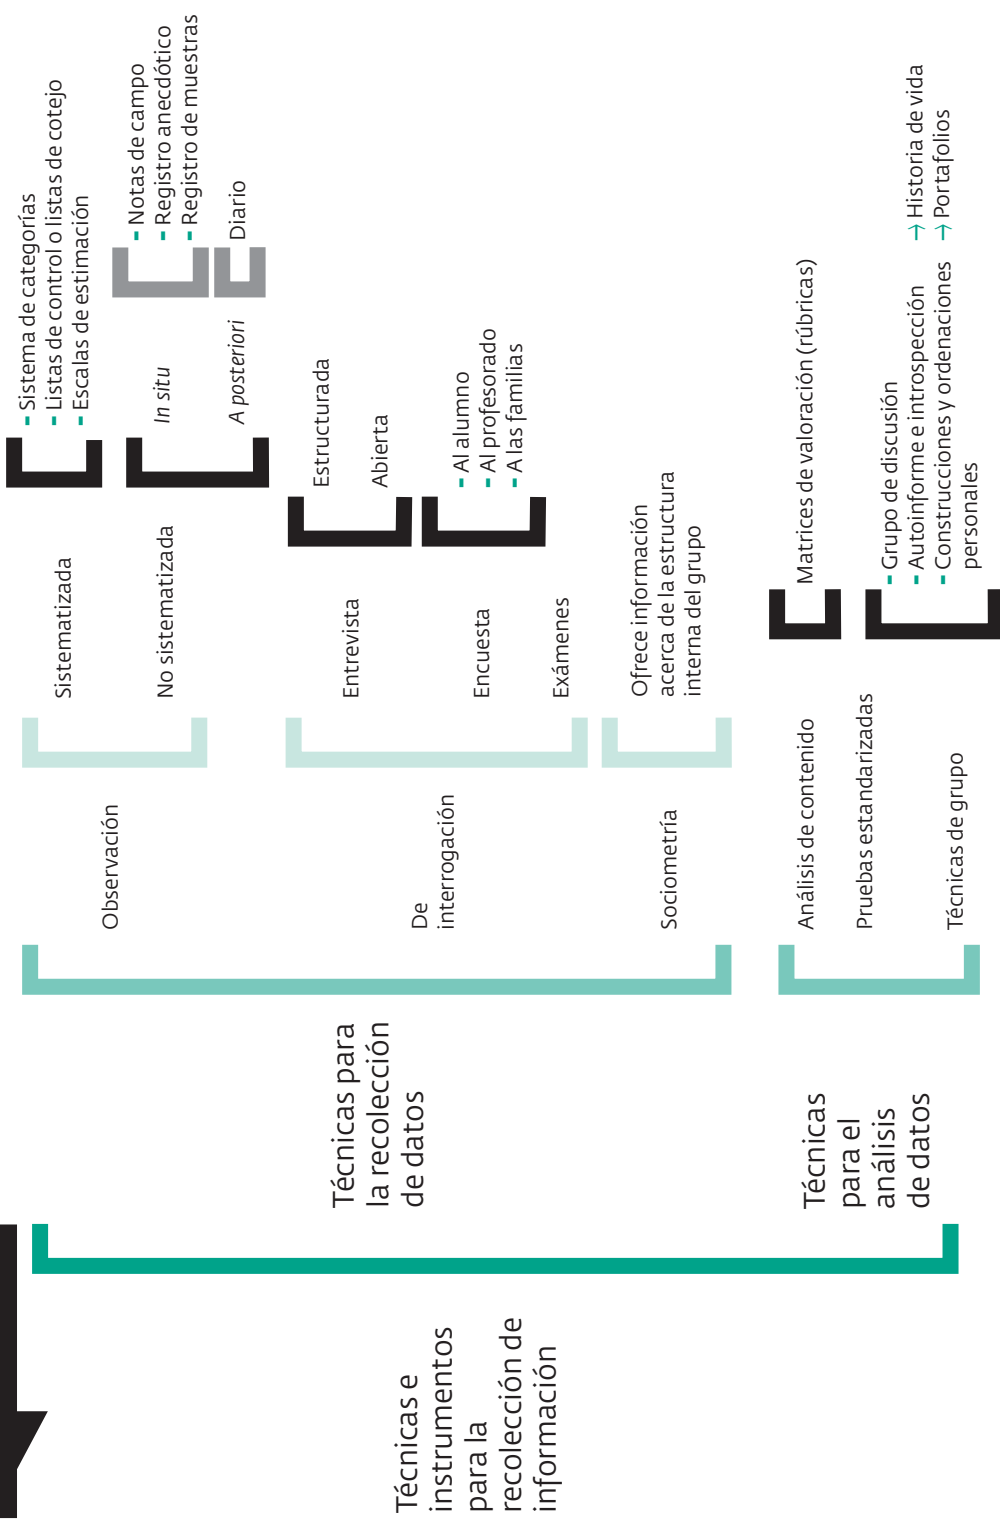 Técnicas e
instrumentos
para la
recolección de
información
Técnicas para
la recolección
de datos
Observación
Sistematizada
- Sistema de categorías
- Listas de control o listas de cotejo
- Escalas de estimación
No sistematizada
In situ
- Notas de campo
- Registro anecdótico
- Registro de muestras
A posteriori
Diario
De
interrogación
Entrevista
Estructurada
Abierta
Encuesta
- Al alumno
- Al profesorado
- A las familias
Exámenes
Sociometría
Ofrece información
acerca de la estructura
interna del grupo
Técnicas
para el
análisis
de datos
Análisis de contenido
Matrices de valoración (rúbricas)
Pruebas estandarizadas
Técnicas de grupo
- Grupo de discusión
- Autoinforme e introspección → Historia de vida
- Construcciones y ordenaciones → Portafolios
personales